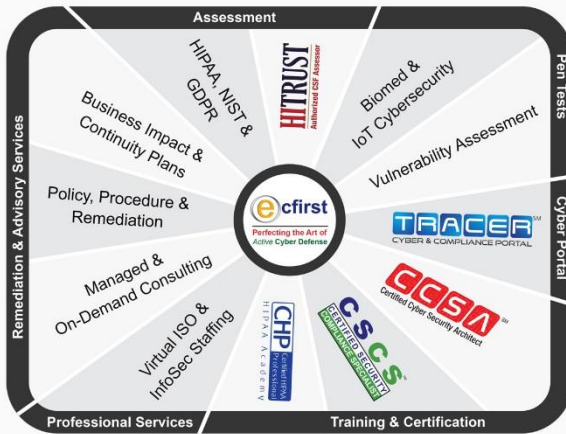 Assessment
HIPAA, NIST &
GDPR
HITRUST
Authorized CSF Assessor
Biomed &
IoT Cybersecurity
Pen Tests
Vulnerability Assessment
Cyber Portal
TRACER SM
CYBER & COMPLIANCE PORTAL
CCSA SM
Certified Cyber Security Architect
Training & Certification
CSCS TM
CERTIFIED SECURITY
COMPLIANCE SPECIALIST
CHP
Certified HIPAA
Professional
HIPAA Academy
Professional Services
Virtual ISO &
InfoSec Staffing
Remediation & Advisory Services
Managed &
On-Demand Consulting
Policy, Procedure &
Remediation
Business Impact &
Continuity Plans
ecfirst
Perfecting the Art of
Active Cyber Defense